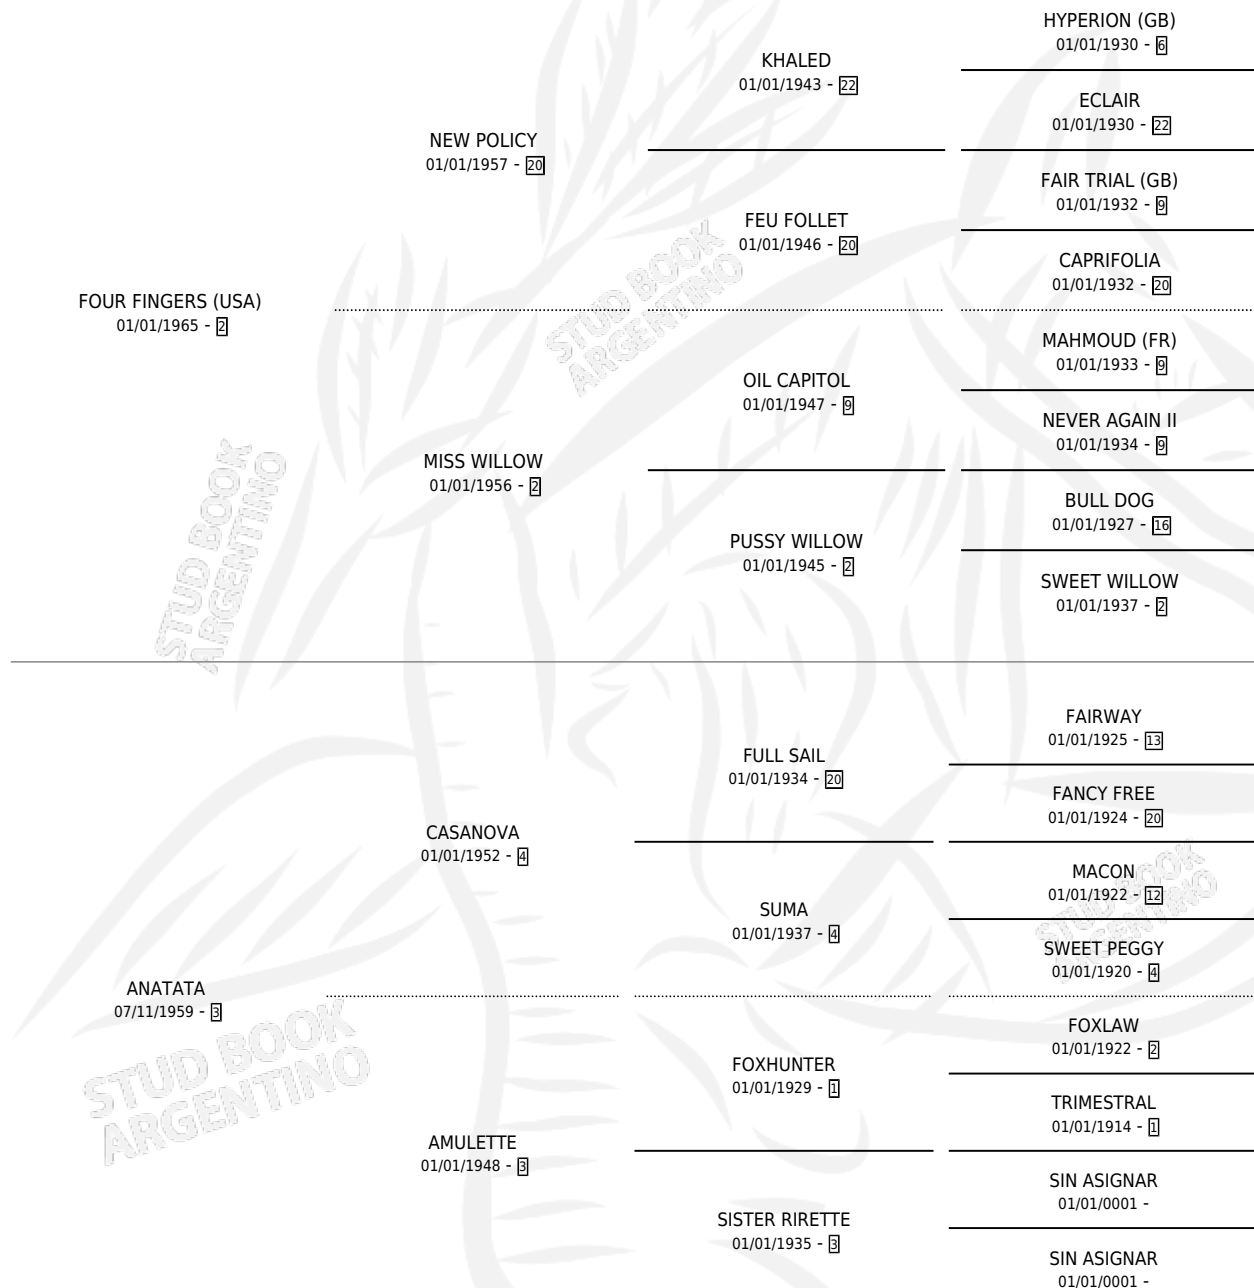 HYPERION (GB)
01/01/1930 - 6
KHALED
01/01/1943 - 22
ECLAIR
01/01/1930 - 22
NEW POLICY
01/01/1957 - 20
FAIR TRIAL (GB)
01/01/1932 - 9
FEU FOLLET
01/01/1946 - 20
CAPRIFOLIA
01/01/1932 - 20
FOUR FINGERS (USA)
01/01/1965 - 2
STUD BOOK
ARGENTINO
MAHMOUD (FR)
01/01/1933 - 9
OIL CAPITOL
01/01/1947 - 9
NEVER AGAIN II
01/01/1934 - 9
MISS WILLOW
01/01/1956 - 2
BULL DOG
01/01/1927 - 16
PUSSY WILLOW
01/01/1945 - 2
SWEET WILLOW
01/01/1937 - 2
STUD BOOK
ARGENTINO
FAIRWAY
01/01/1925 - 13
FULL SAIL
01/01/1934 - 20
FANCY FREE
01/01/1924 - 20
CASANOVA
01/01/1952 - 4
MACON
01/01/1922 - 12
SUMA
01/01/1937 - 4
STUD BOOK
ARGENTINO
SWEET PEGGY
01/01/1920 - 4
ANATATA
07/11/1959 - 3
STUD BOOK
ARGENTINO
FOXLAW
01/01/1922 - 2
FOXHUNTER
01/01/1929 - 1
TRIMESTRAL
01/01/1914 - 1
AMULETTE
01/01/1948 - 3
SIN ASIGNAR
01/01/0001 -
SISTER RIRETTE
01/01/1935 - 3
SIN ASIGNAR
01/01/0001 -